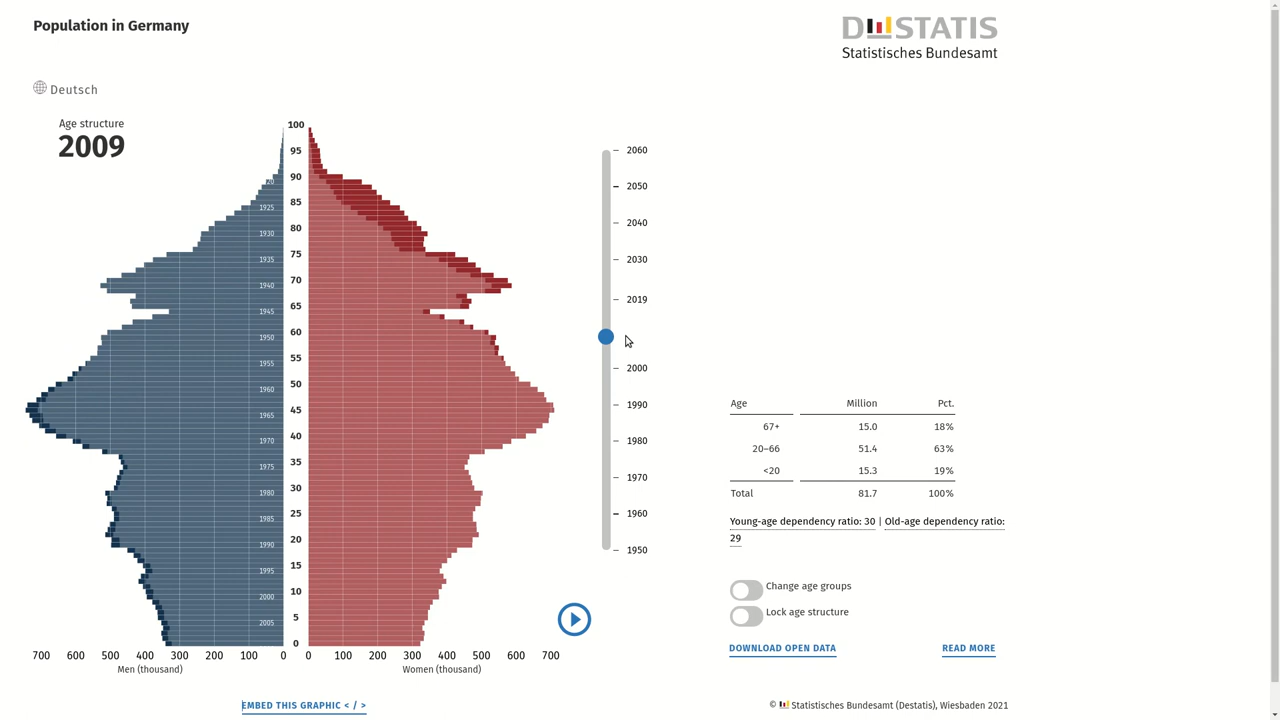 Population in Germany
D STATIS
Statistisches Bundesamt
Deutsch
Age structure
2009
100
95
90
85
80
75
70
65
60
55
50
45
40
35
30
25
20
15
10
5
0
20
1925
1930
1935
1940
1945
1950
1955
1960
1965
1970
1975
1980
1985
1990
1995
2000
2005
700 600 500 400 300 200 100 0
0 100 200 300 400 500 600 700
Men (thousand)
Women (thousand)
2060
2050
2040
2030
2019
2000
1990
1980
1970
1960
1950
Age Million Pct.
67+ 15.0 18%
20–66 51.4 63%
<20 15.3 19%
Total 81.7 100%
Young-age dependency ratio: 30 | Old-age dependency ratio:
29
Change age groups
Lock age structure
DOWNLOAD OPEN DATA
READ MORE
EMBED THIS GRAPHIC < / >
© Statistisches Bundesamt (Destatis), Wiesbaden 2021